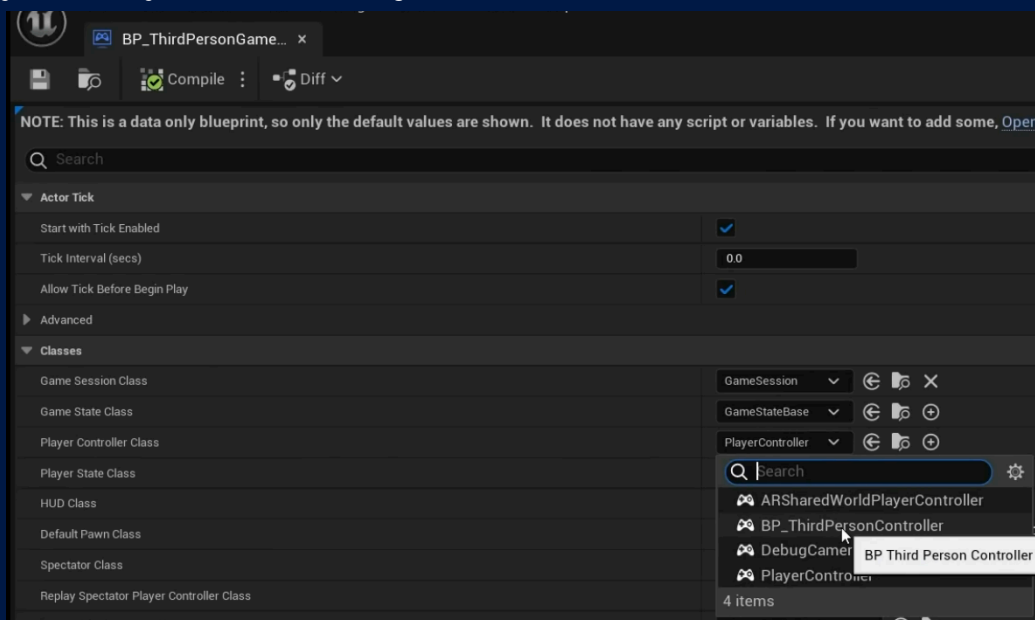 BP_ThirdPersonGame...
Compile
Diff
NOTE: This is a data only blueprint, so only the default values are shown. It does not have any script or variables. If you want to add some, Open
Search
Actor Tick
Start with Tick Enabled
Tick Interval (secs) 0.0
Allow Tick Before Begin Play
Advanced
Classes
Game Session Class GameSession
Game State Class GameStateBase
Player Controller Class PlayerController
Player State Class
Search
HUD Class
ARSharedWorldPlayerController
Default Pawn Class
BP_ThirdPersonController
BP Third Person Controller
Spectator Class
PlayerController
Replay Spectator Player Controller Class
4 items